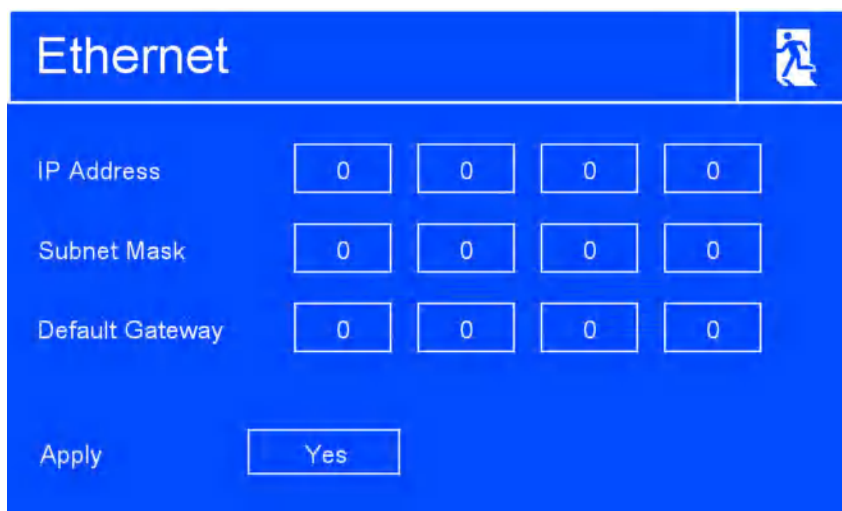 Ethernet
IP Address 0 0 0 0
Subnet Mask 0 0 0 0
Default Gateway 0 0 0 0
Apply Yes